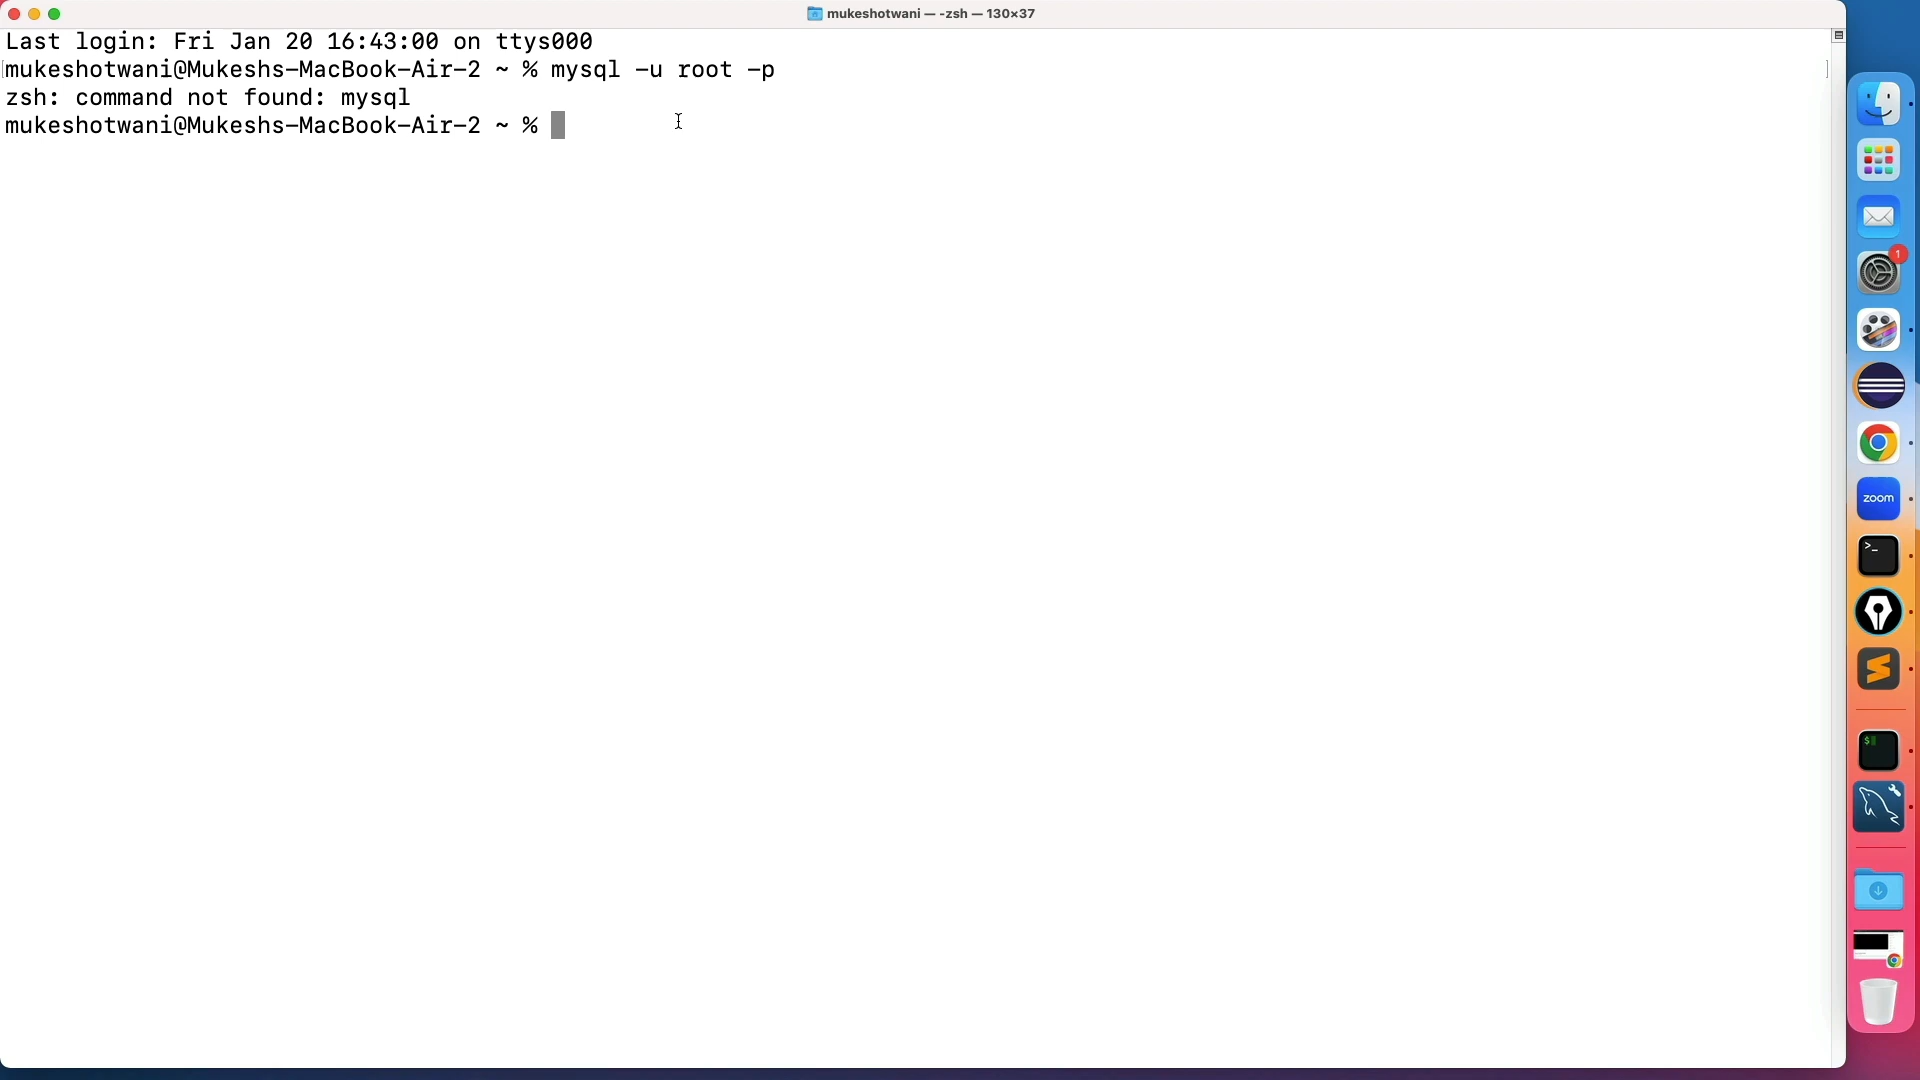 mukeshotwani — -zsh — 130×37
Last login: Fri Jan 20 16:43:00 on ttys000
mukeshotwani@Mukeshs-MacBook-Air-2 ~ % mysql -u root -p
zsh: command not found: mysql
mukeshotwani@Mukeshs-MacBook-Air-2 ~ %
1
zoom
>_
$